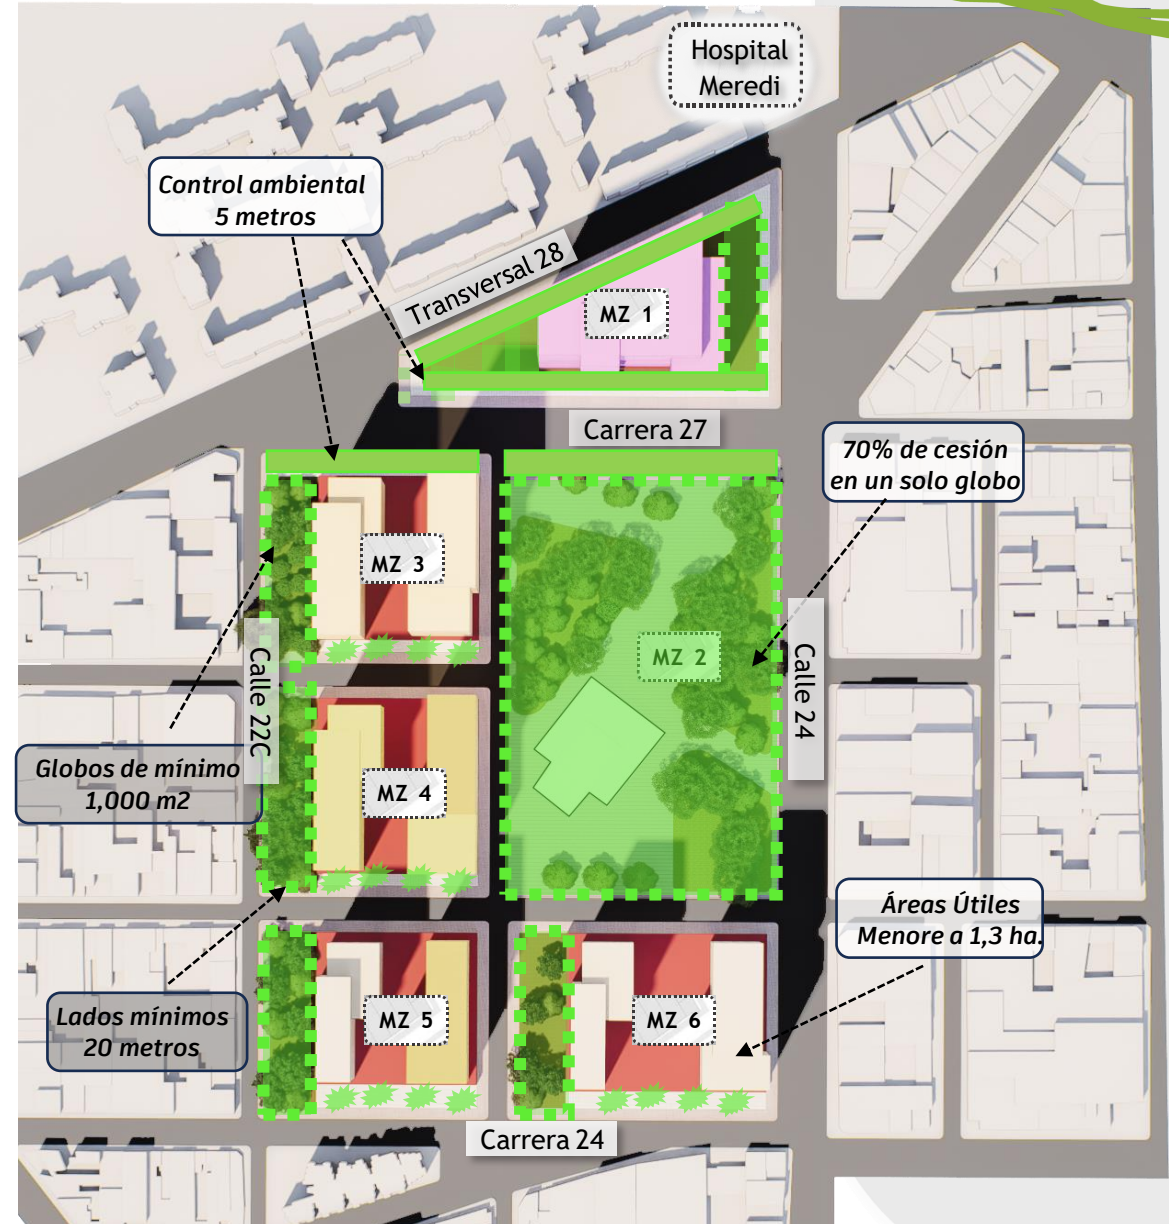 Hospital
Meredi
Control ambiental
5 metros
Transversal 28
MZ 1
Carrera 27
70% de cesión
en un solo globo
MZ 3
MZ 2
Calle 22C
Calle 24
Globos de mínimo
1,000 m2
MZ 4
Áreas Útiles
Menore a 1,3 ha.
Lados mínimos
20 metros
MZ 5
MZ 6
Carrera 24